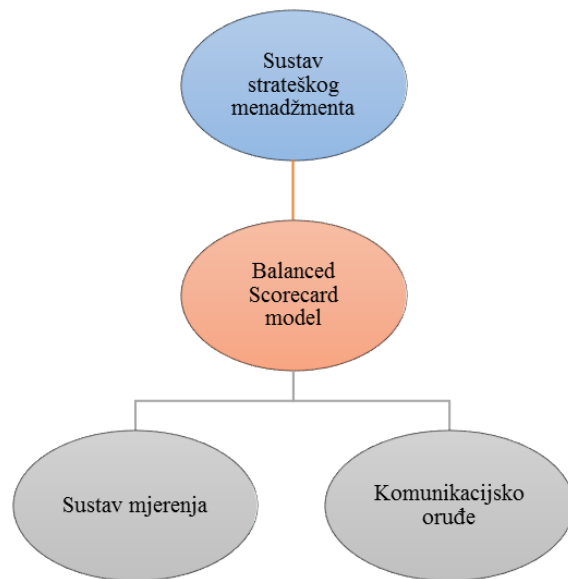 Sustav
strateškog
menadžmenta
Balanced
Scorecard
model
Sustav mjerenja
Komunikacijsko
oruđe